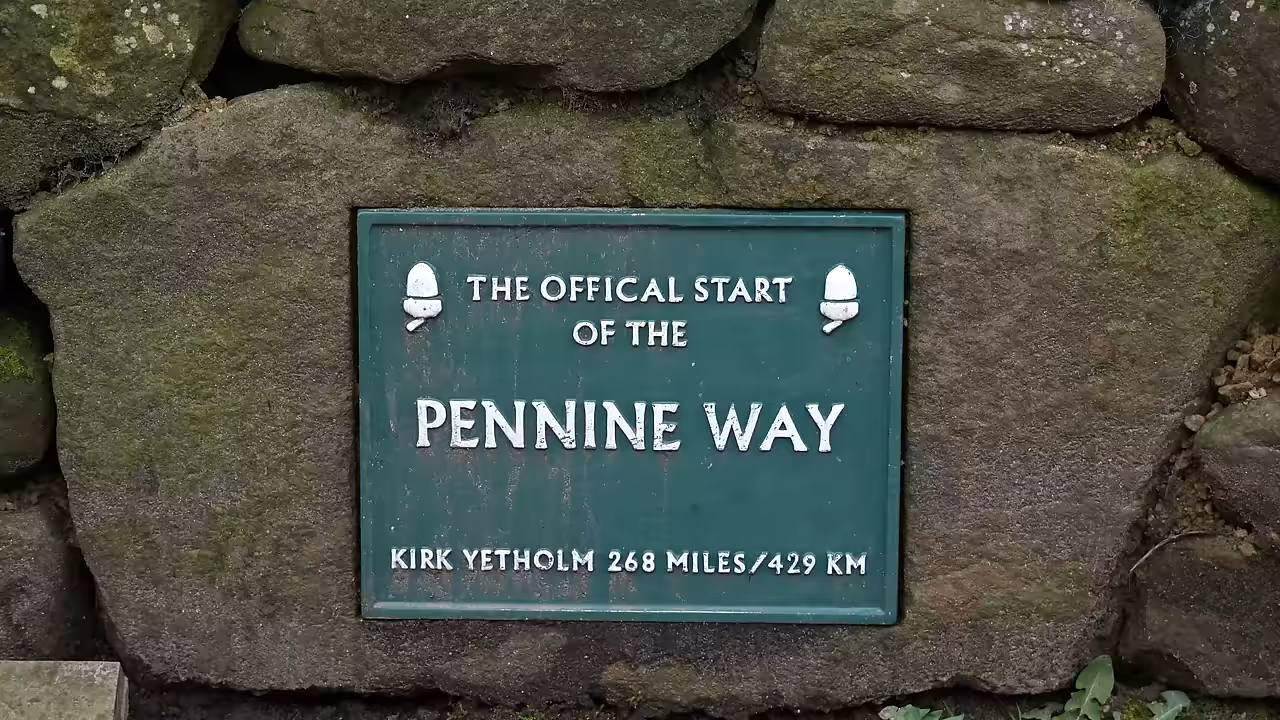 THE OFFICAL START
OF THE
PENNINE WAY
KIRK YETHOLM 268 MILES/429 KM